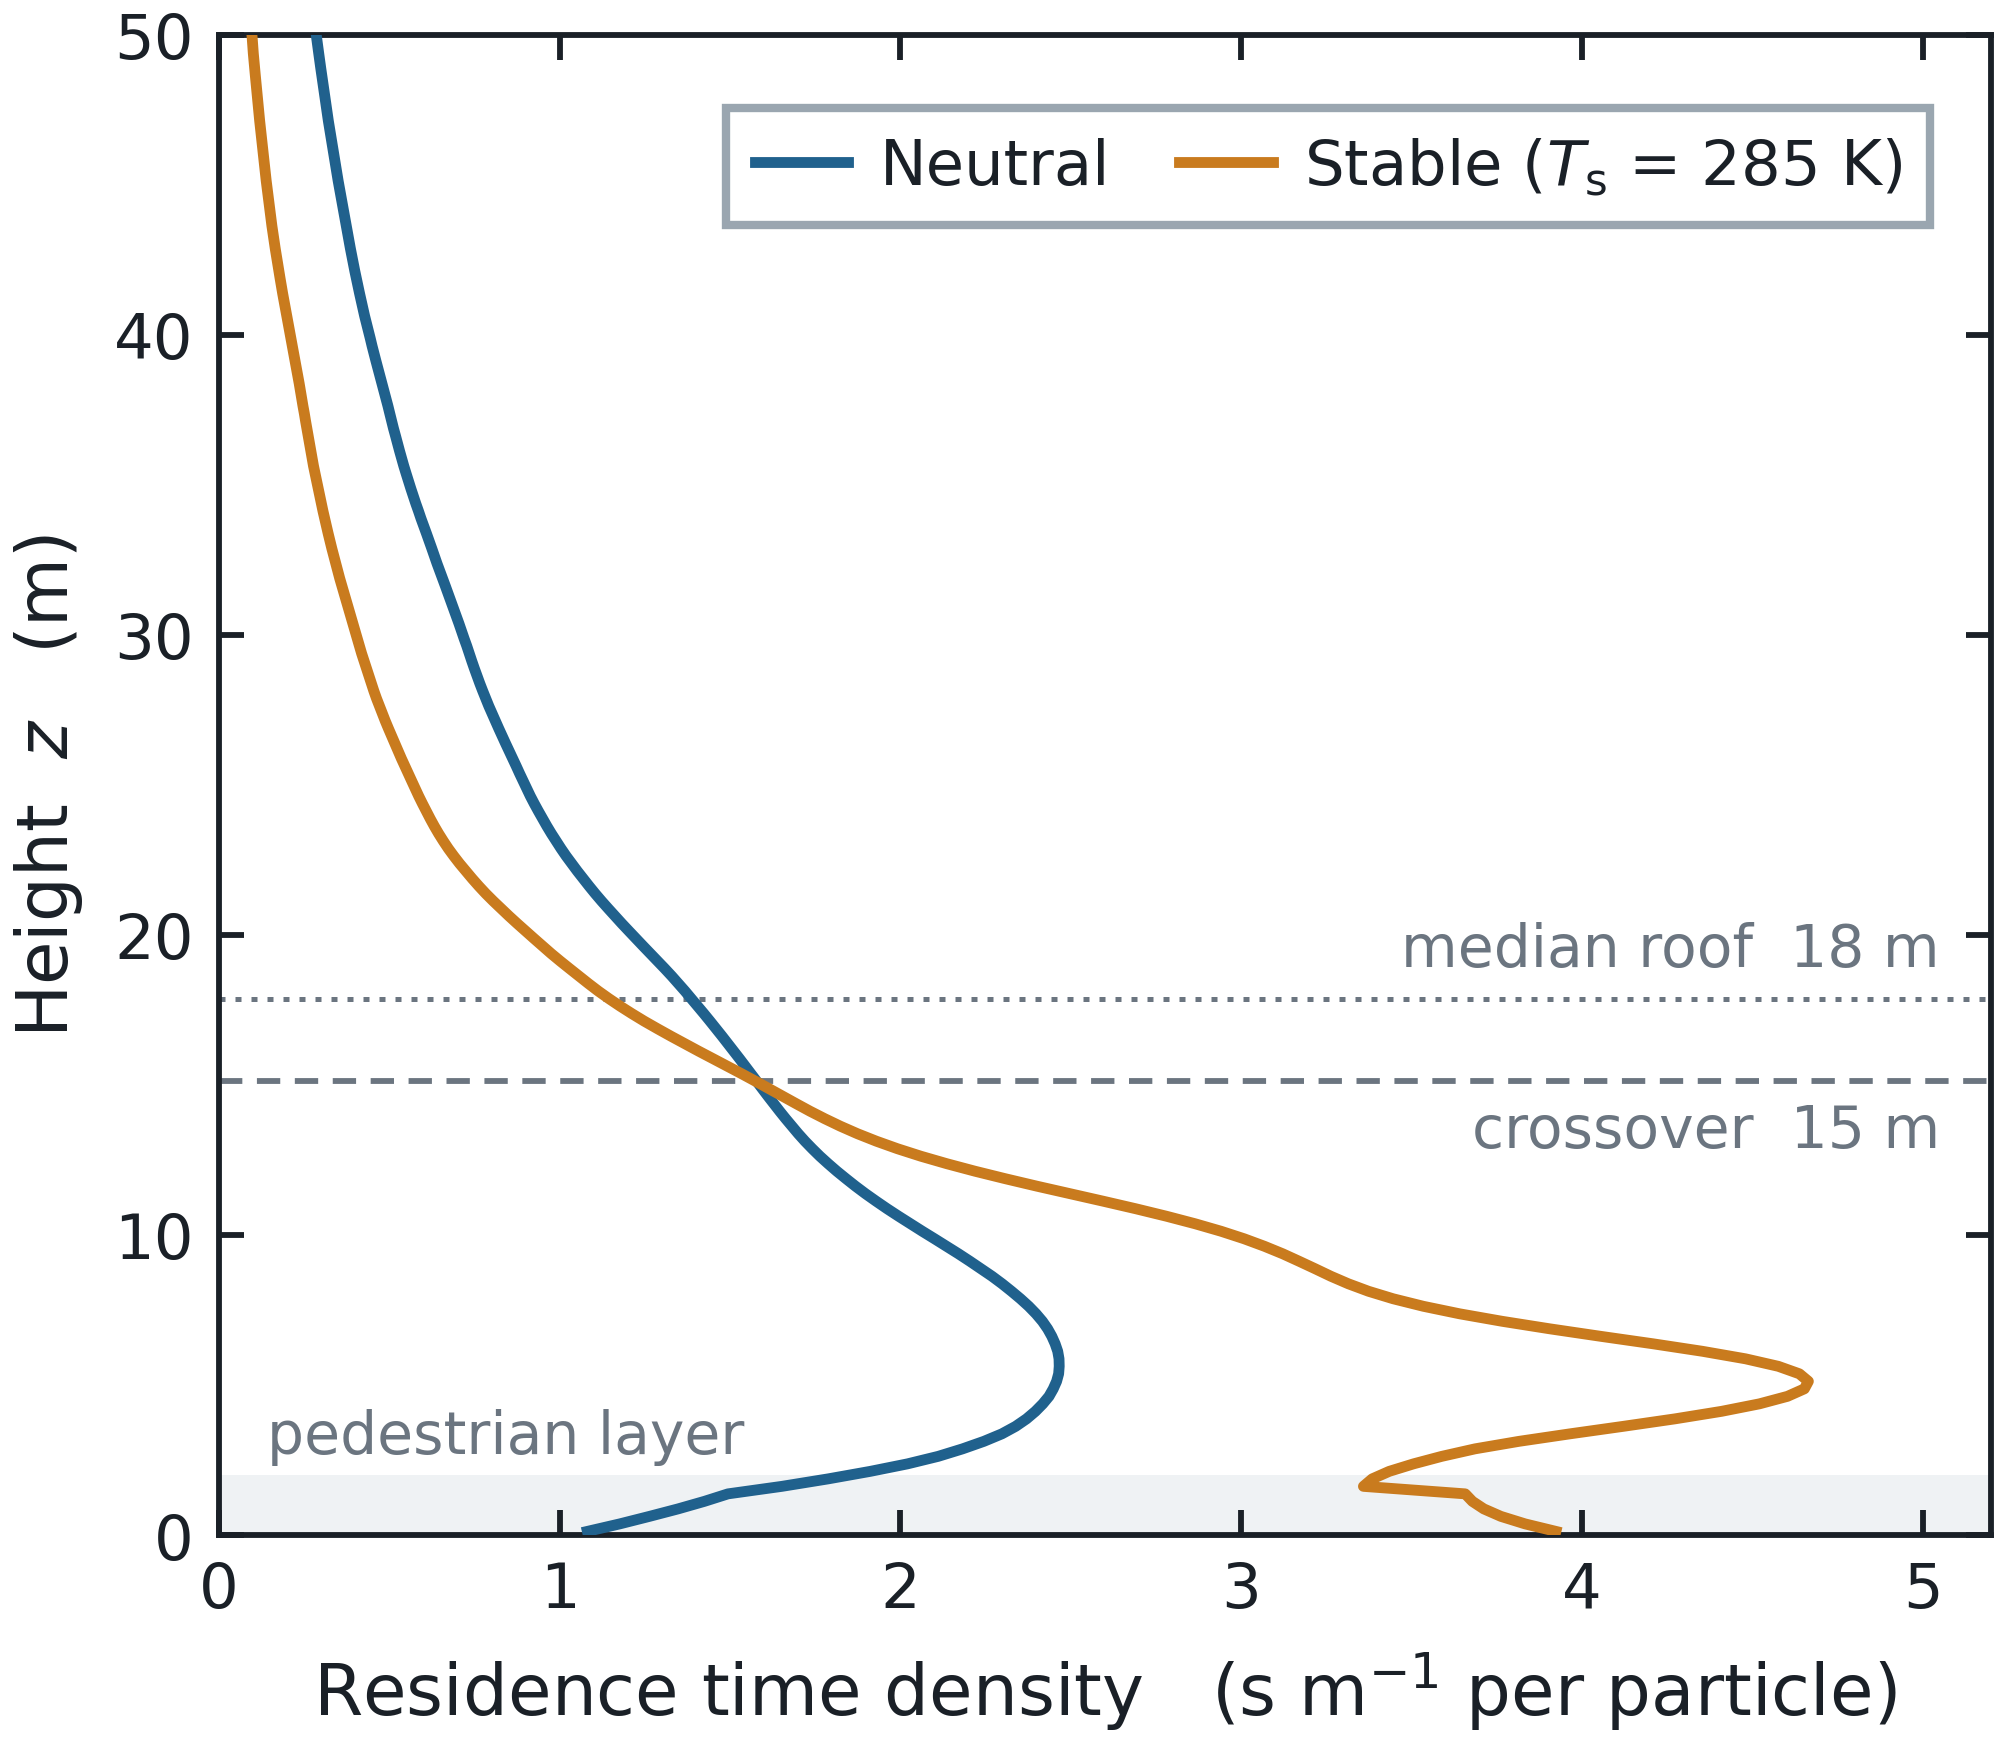 50
40
30
20
10
0
Height z (m)
Neutral
Stable (Tₛ = 285 K)
median roof 18 m
crossover 15 m
pedestrian layer
0 1 2 3 4 5
Residence time density (s m⁻¹ per particle)